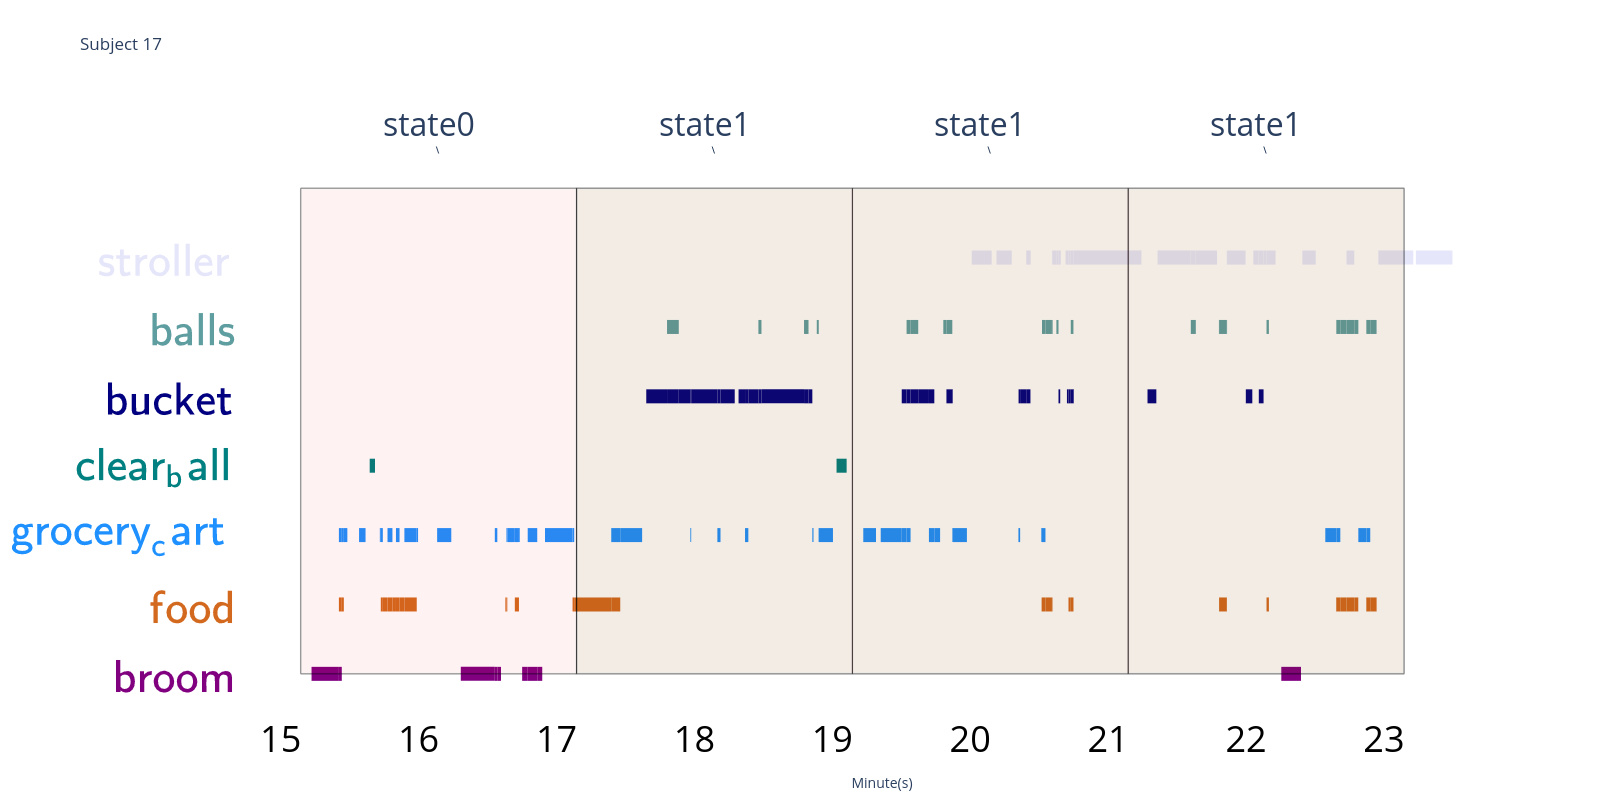 Subject 17
state0 state1 state1 state1
stroller
balls
bucket
clear_ball
grocery_cart
food
broom
15 16 17 18 19 20 21 22 23
Minute(s)